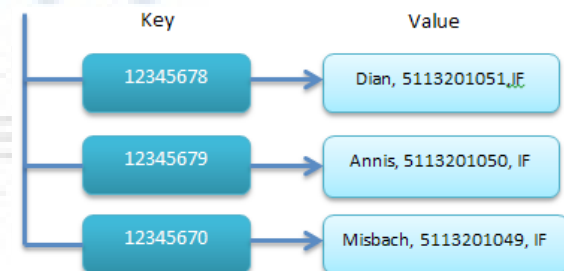 Key Value
12345678 Dian, 5113201051,IF
12345679 Annis, 5113201050, IF
12345670 Misbach, 5113201049, IF